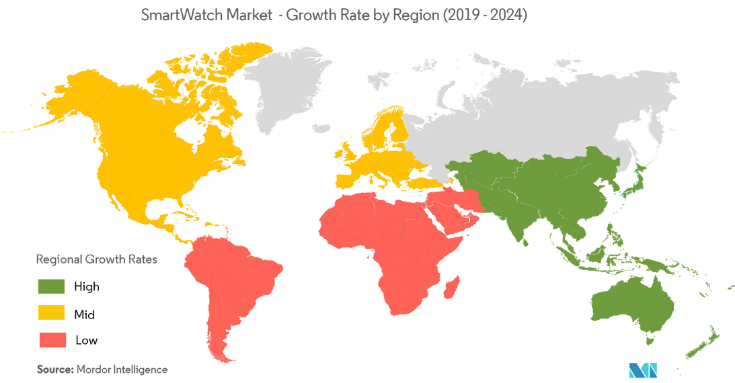 SmartWatch Market - Growth Rate by Region (2019 - 2024)
Regional Growth Rates
High
Mid
Low
Source: Mordor Intelligence